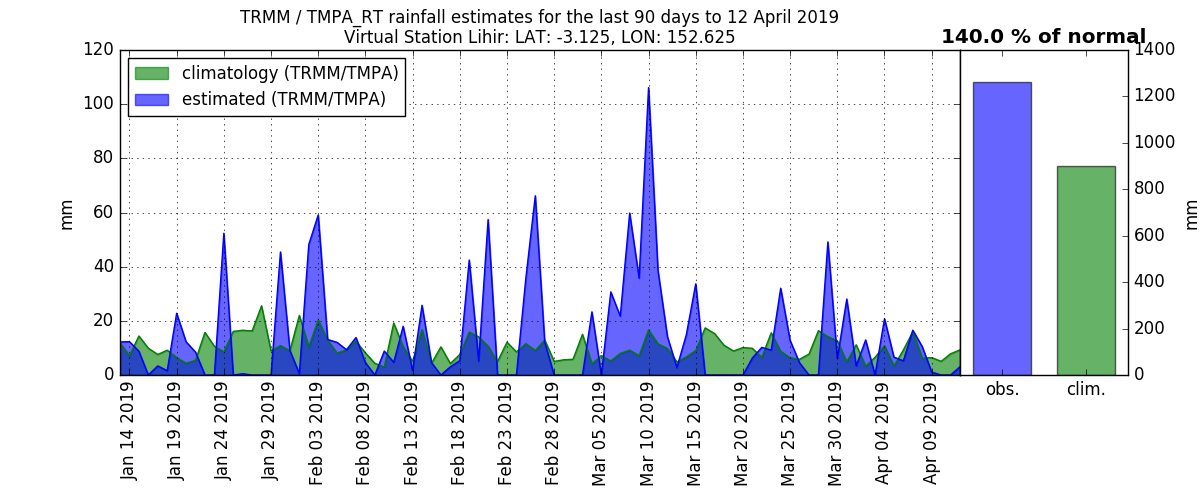 TRMM / TMPA_RT rainfall estimates for the last 90 days to 12 April 2019
Virtual Station Lihir: LAT: -3.125, LON: 152.625
140.0 % of normal
climatology (TRMM/TMPA)
estimated (TRMM/TMPA)
mm
120
100
80
60
40
20
0
Jan 14 2019
Jan 19 2019
Jan 24 2019
Jan 29 2019
Feb 03 2019
Feb 08 2019
Feb 13 2019
Feb 18 2019
Feb 23 2019
Feb 28 2019
Mar 05 2019
Mar 10 2019
Mar 15 2019
Mar 20 2019
Mar 25 2019
Mar 30 2019
Apr 04 2019
Apr 09 2019
obs.
clim.
1400
1200
1000
800
600
400
200
0
mm